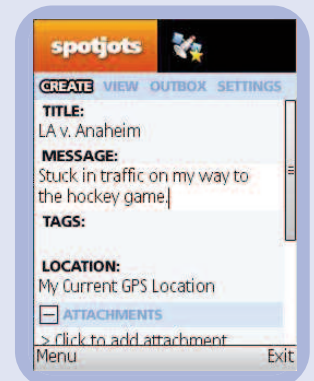 spotjots
CREATE VIEW OUTBOX SETTINGS
TITLE:
LA v. Anaheim
MESSAGE:
Stuck in traffic on my way to
the hockey game.
TAGS:
LOCATION:
My Current GPS Location
ATTACHMENTS
> Click to add attachment
Menu Exit